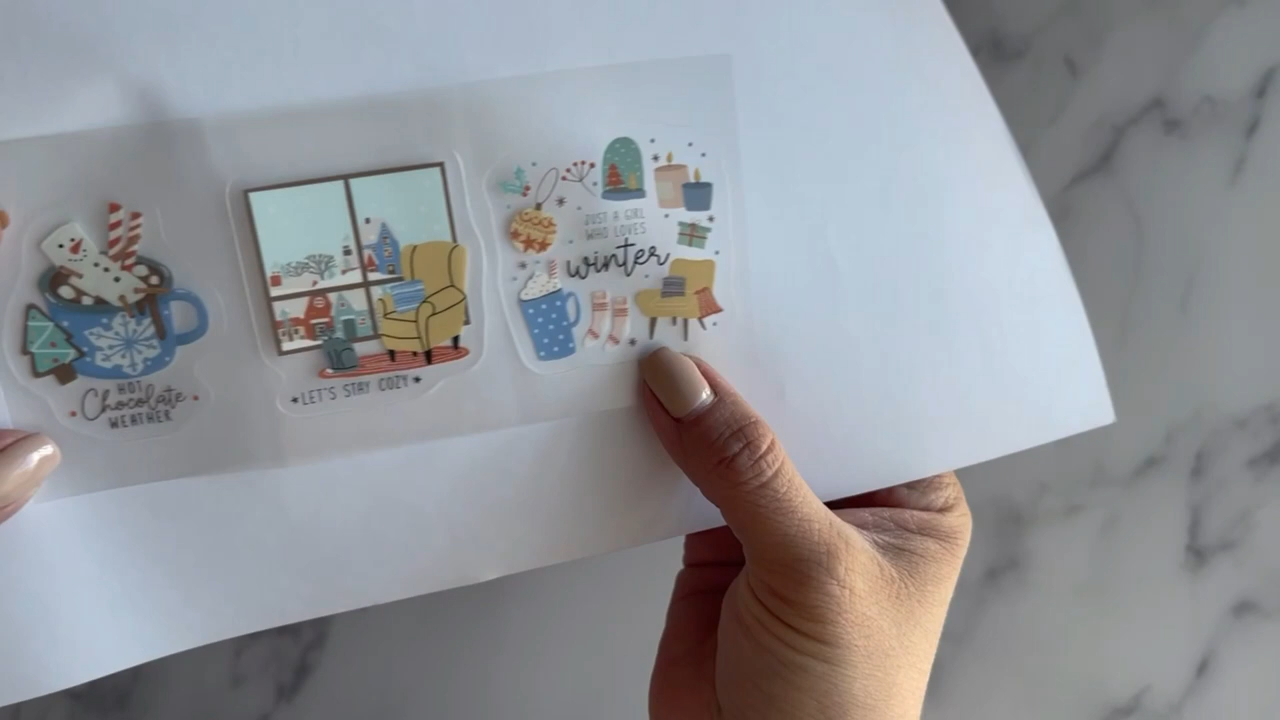 HOT
Chocolate
WEATHER
LET'S STAY COZY
JUST A GIRL
WHO LOVES
winter